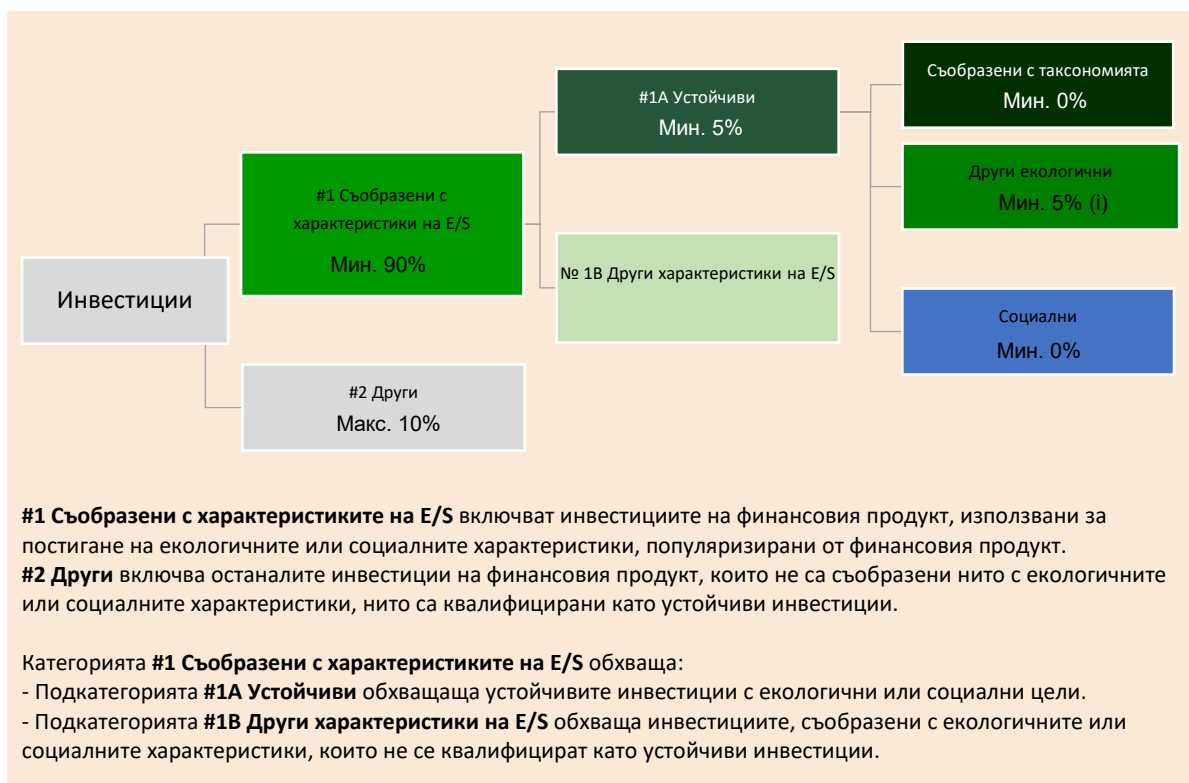 Инвестиции
#1 Съобразени с
характеристики на E/S
Мин. 90%
#2 Други
Макс. 10%
#1A Устойчиви
Мин. 5%
№ 1B Други характеристики на E/S
Съобразени с таксономията
Мин. 0%
Други екологични
Мин. 5% (i)
Социални
Мин. 0%
#1 Съобразени с характеристиките на E/S включват инвестициите на финансовия продукт, използвани за
постигане на екологичните или социалните характеристики, популяризирани от финансовия продукт.
#2 Други включва останалите инвестиции на финансовия продукт, които не са съобразени нито с екологичните
или социалните характеристики, нито са квалифицирани като устойчиви инвестиции.
Категорията #1 Съобразени с характеристиките на E/S обхваща:
- Подкатегорията #1A Устойчиви обхващаща устойчивите инвестиции с екологични или социални цели.
- Подкатегорията #1B Други характеристики на E/S обхваща инвестициите, съобразени с екологичните или
социалните характеристики, които не се квалифицират като устойчиви инвестиции.